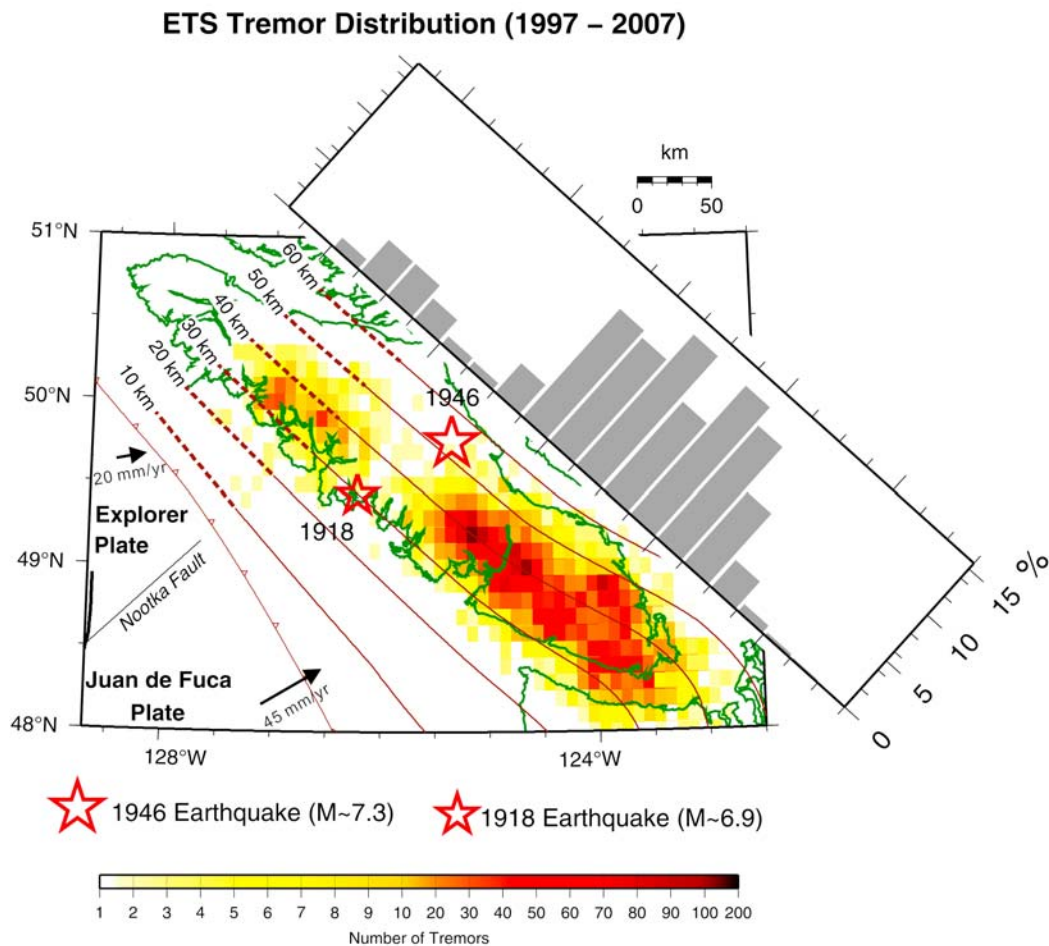 ETS Tremor Distribution (1997 – 2007)
km
0 50
51°N
50°N
49°N
48°N
60 km
50 km
40 km
30 km
20 km
10 km
1946
1918
20 mm/yr
Explorer
Plate
Nootka Fault
Juan de Fuca
Plate
45 mm/yr
15 %
10
5
0
128°W 124°W
1946 Earthquake (M~7.3) 1918 Earthquake (M~6.9)
1 2 3 4 5 6 7 8 9 10 20 30 40 50 60 70 80 90 100 200
Number of Tremors